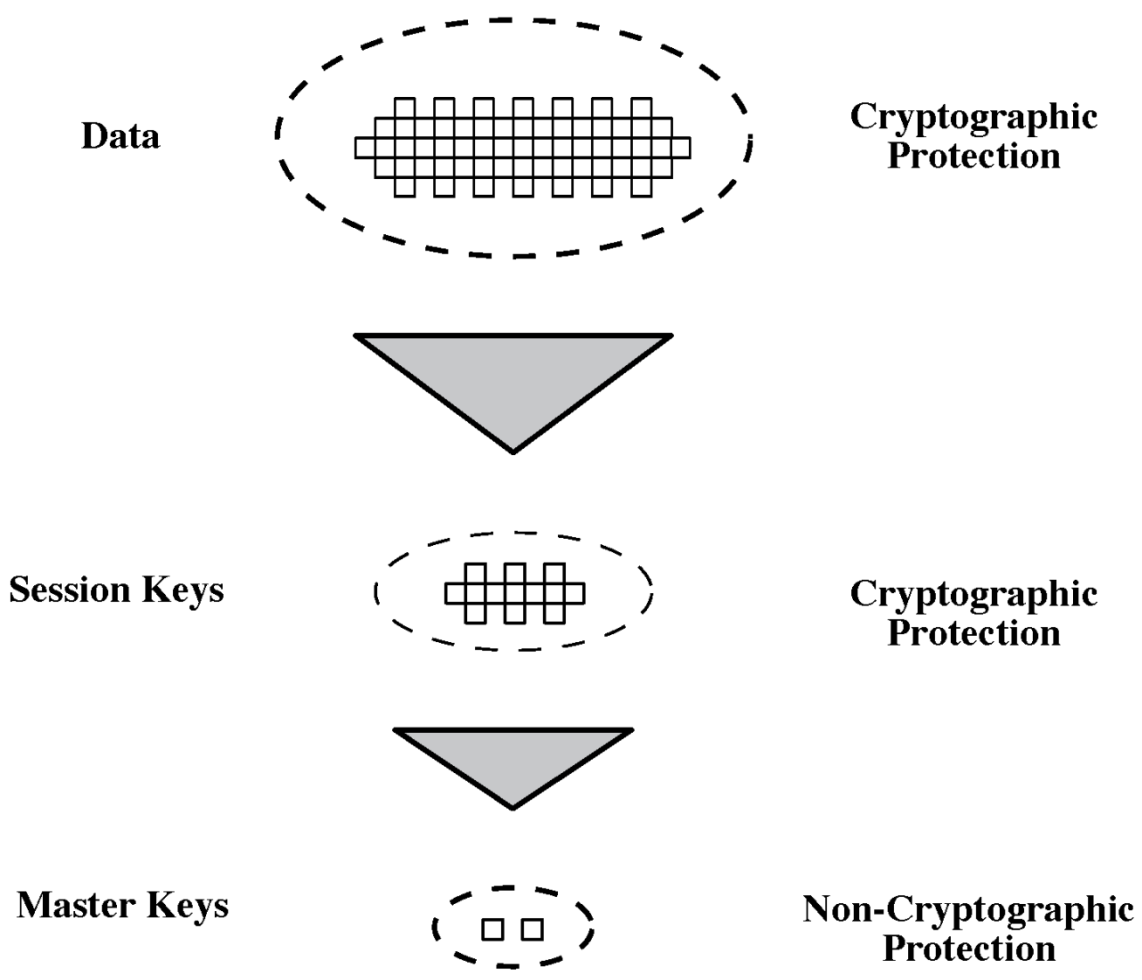 Data
Cryptographic
Protection
Session Keys
Cryptographic
Protection
Master Keys
Non-Cryptographic
Protection